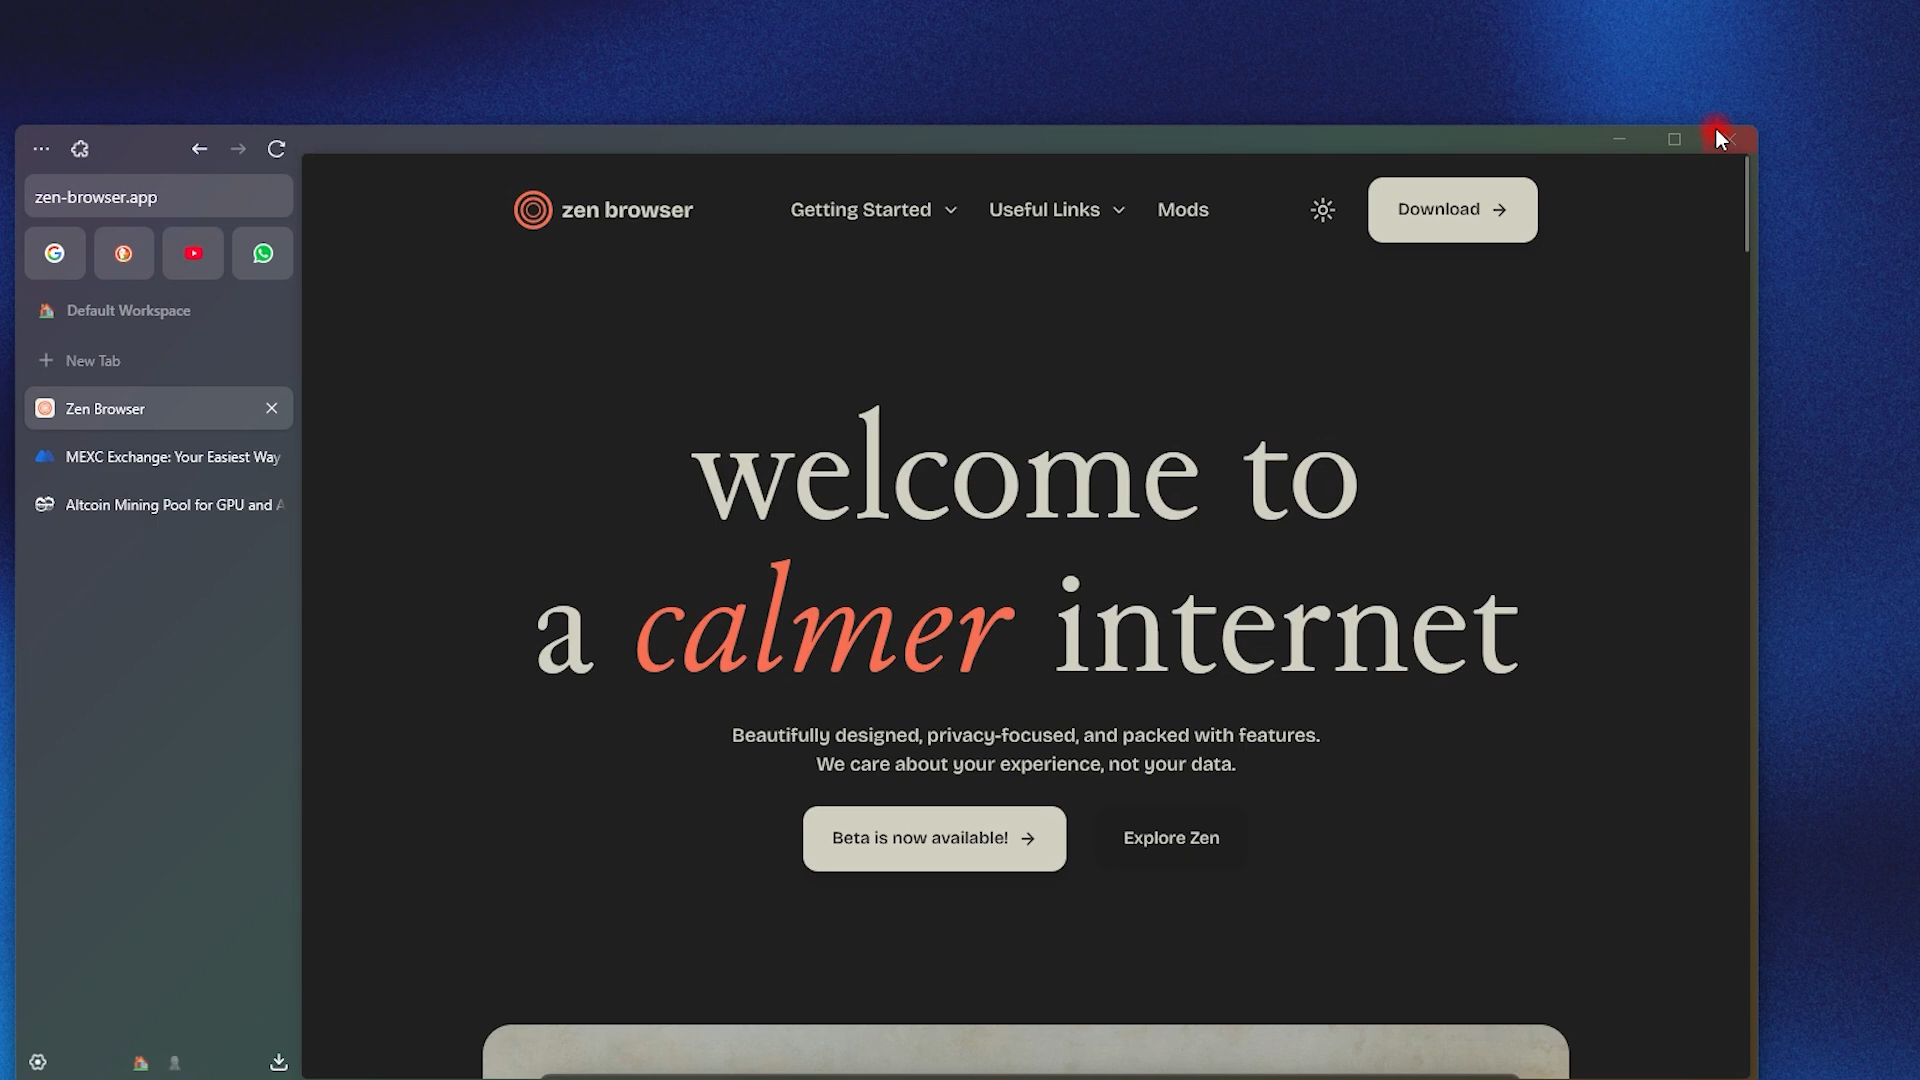 zen-browser.app
Default Workspace
New Tab
Zen Browser
MEXC Exchange: Your Easiest Way
Altcoin Mining Pool for GPU and A
zen browser
Getting Started
Useful Links
Mods
Download
welcome to
a calmer internet
Beautifully designed, privacy-focused, and packed with features.
We care about your experience, not your data.
Beta is now available!
Explore Zen